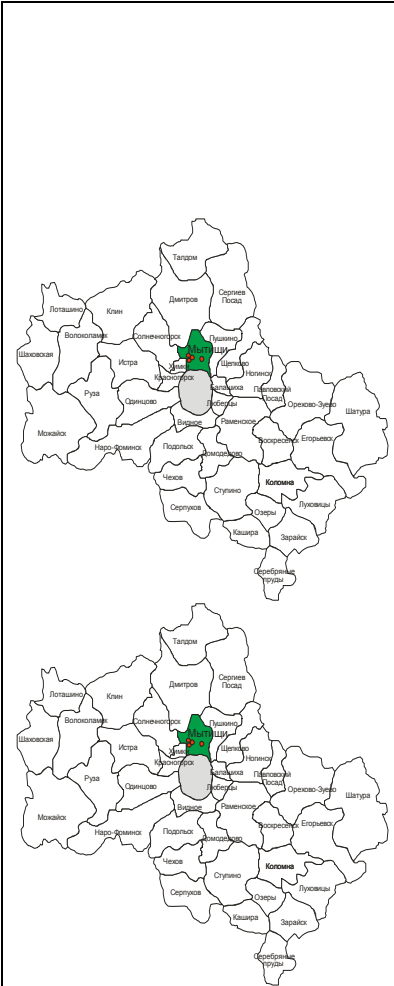 Талдом
Сергиев
Посад
Дмитров
Лотошино
Клин
Волоколамск
Солнечногорск
Пушкино
Мытищи
Шаховская
Истра
Химки
Щелково
Красногорск
Ногинск
Балашиха
Павловский
Посад
Руза
Одинцово
Люберцы
Орехово-Зуево
Шатура
Видное
Раменское
Можайск
Воскресенск
Егорьевск
Наро-Фоминск
Подольск
Домодедово
Чехов
Коломна
Ступино
Луховицы
Серпухов
Озеры
Кашира
Зарайск
Серебряные
пруды
Талдом
Сергиев
Посад
Дмитров
Лотошино
Клин
Волоколамск
Солнечногорск
Пушкино
Мытищи
Шаховская
Истра
Химки
Щелково
Красногорск
Ногинск
Балашиха
Павловский
Посад
Руза
Одинцово
Люберцы
Орехово-Зуево
Шатура
Видное
Раменское
Можайск
Воскресенск
Егорьевск
Наро-Фоминск
Подольск
Домодедово
Чехов
Коломна
Ступино
Луховицы
Серпухов
Озеры
Кашира
Зарайск
Серебряные
пруды